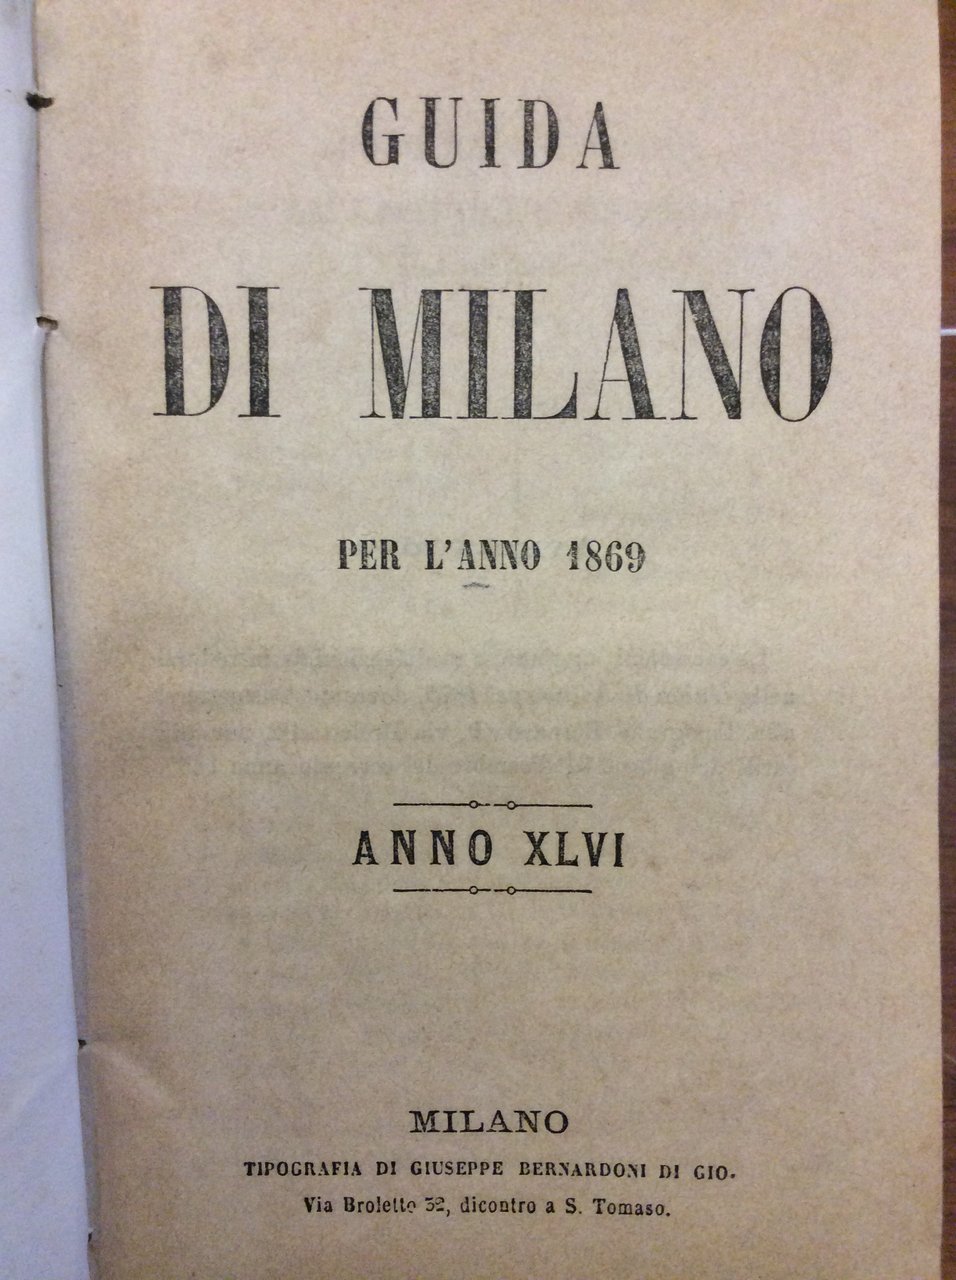 GUIDA
DI MILANO
PER L'ANNO 1869
ANNO XLVI
MILANO
TIPOGRAFIA DI GIUSEPPE BERNARDONI DI GIO.
Via Broletto 32, dicontro a S. Tomaso.